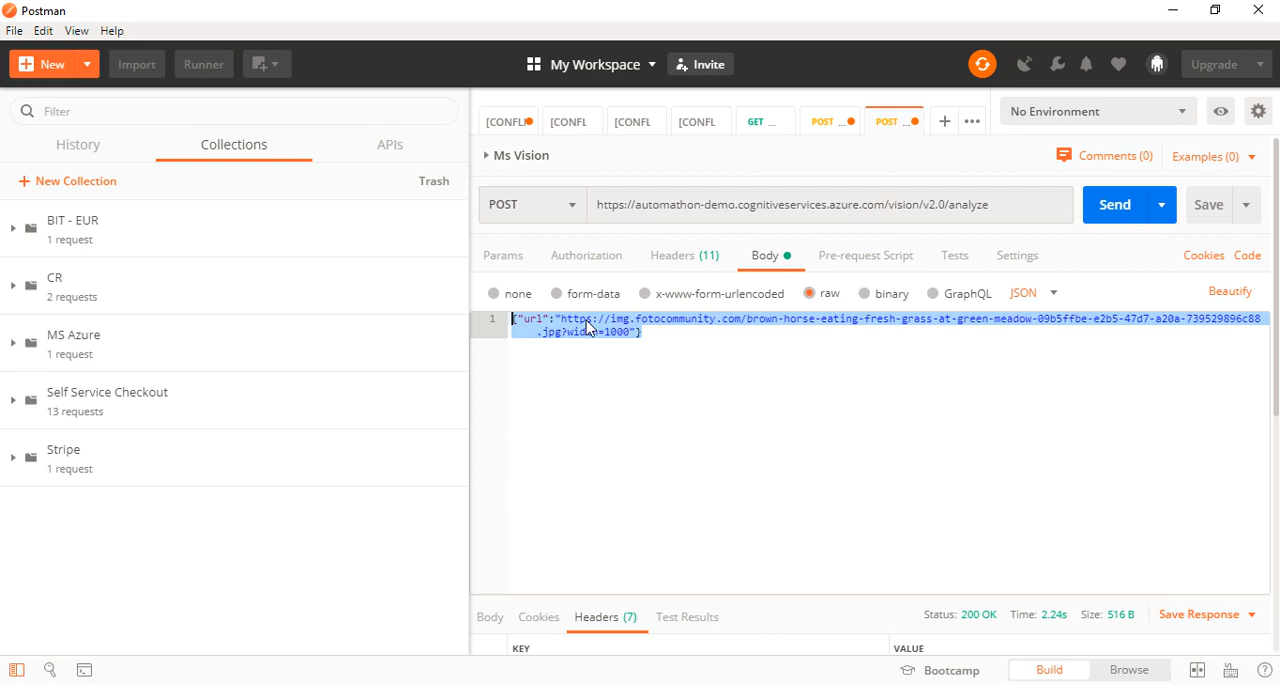 Postman
File Edit View Help
New Import Runner My Workspace Invite Upgrade
Filter
History Collections APIs
New Collection Trash
BIT - EUR
1 request
CR
2 requests
MS Azure
1 request
Self Service Checkout
13 requests
Stripe
1 request
[CONFLI [CONFL [CONFL [CONFL GET ... POST ... POST ... No Environment
Ms Vision Comments (0) Examples (0)
POST https://automathon-demo.cognitiveservices.azure.com/vision/v2.0/analyze Send Save
Params Authorization Headers (11) Body Pre-request Script Tests Settings Cookies Code
none form-data x-www-form-urlencoded raw binary GraphQL JSON Beautify
1 {"url":"https://img.fotocommunity.com/brown-horse-eating-fresh-grass-at-green-meadow-09b5ffbe-e2b5-47d7-a20a-739529896c88
.jpg?width=1000"}
Body Cookies Headers (7) Test Results Status: 200 OK Time: 2.24s Size: 516 B Save Response
KEY VALUE
Bootcamp Build Browse